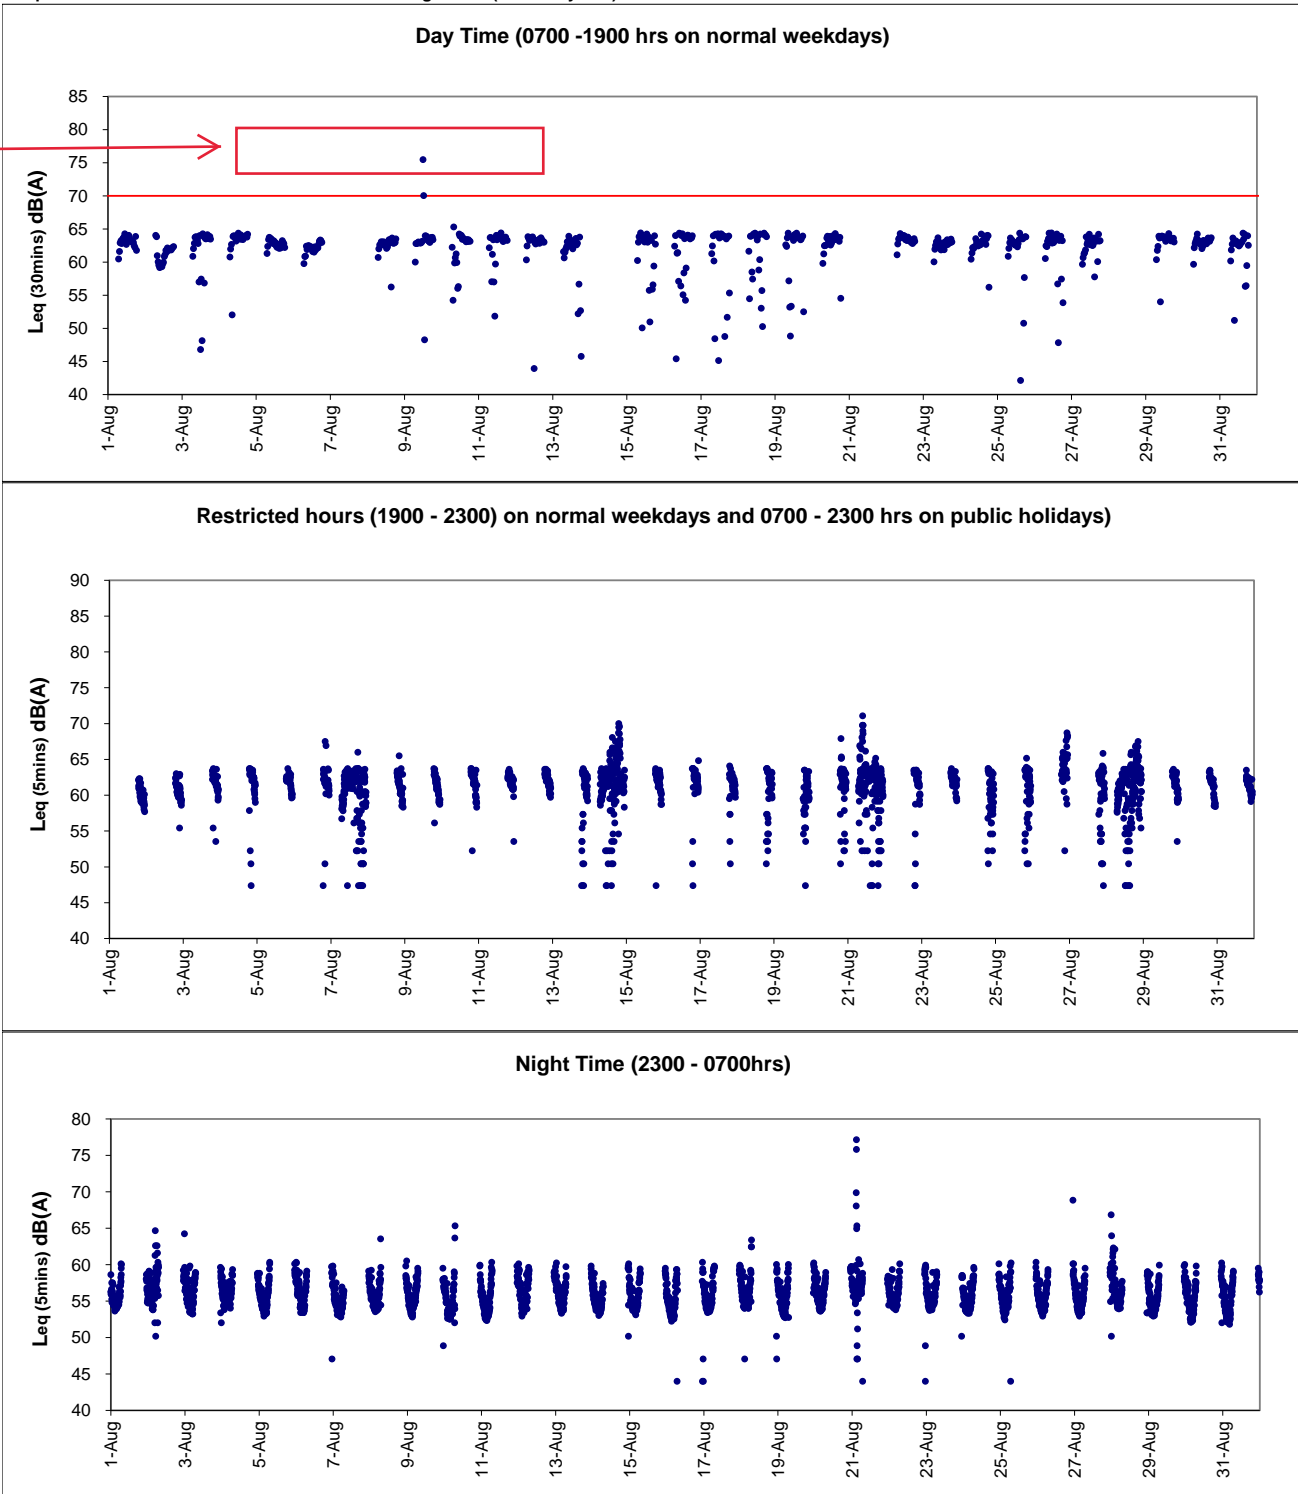 Day Time (0700 -1900 hrs on normal weekdays)
Leq (30mins) dB(A)
85
80
75
70
65
60
55
50
45
40
1-Aug
3-Aug
5-Aug
7-Aug
9-Aug
11-Aug
13-Aug
15-Aug
17-Aug
19-Aug
21-Aug
23-Aug
25-Aug
27-Aug
29-Aug
31-Aug
Restricted hours (1900 - 2300) on normal weekdays and 0700 - 2300 hrs on public holidays)
Leq (5mins) dB(A)
90
85
80
75
70
65
60
55
50
45
40
1-Aug
3-Aug
5-Aug
7-Aug
9-Aug
11-Aug
13-Aug
15-Aug
17-Aug
19-Aug
21-Aug
23-Aug
25-Aug
27-Aug
29-Aug
31-Aug
Night Time (2300 - 0700hrs)
Leq (5mins) dB(A)
80
75
70
65
60
55
50
45
40
1-Aug
3-Aug
5-Aug
7-Aug
9-Aug
11-Aug
13-Aug
15-Aug
17-Aug
19-Aug
21-Aug
23-Aug
25-Aug
27-Aug
29-Aug
31-Aug